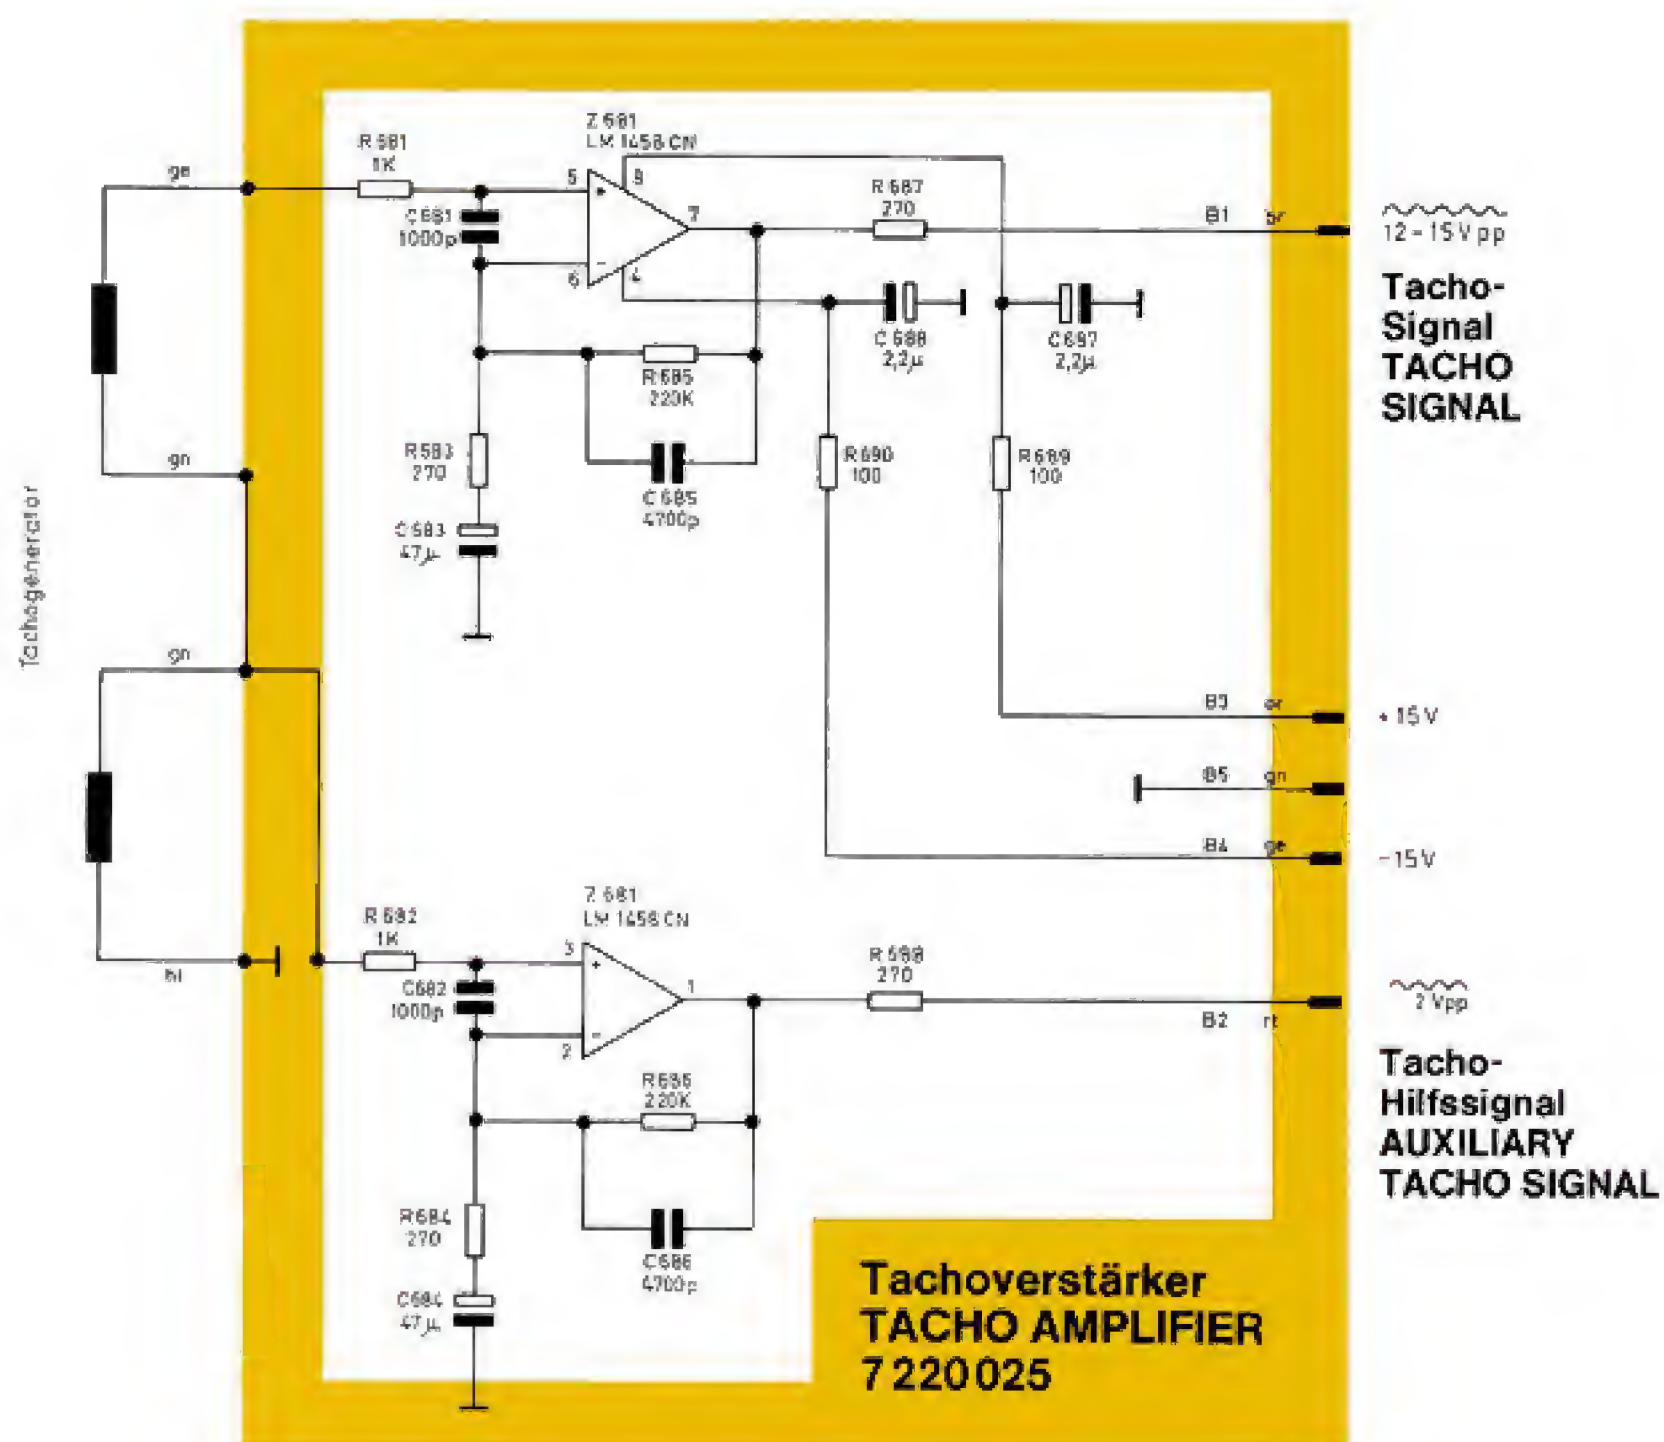 Z 681
LM 1458 CN
R 681
1K
ge
5
8
7
6
4
C 681
1000p
R 687
270
B1
br
12 – 15 V pp
Tacho-
Signal
TACHO
SIGNAL
C 688
2,2µ
C 687
2,2µ
R 685
220K
R 683
270
C 685
4700p
R 690
100
R 689
100
gn
C 683
47µ
Tachogenerator
gn
B3
or
+ 15 V
B5
gn
B4
ge
– 15 V
Z 681
LM 1458 CN
R 682
1K
3
1
2
C 682
1000p
R 688
270
B2
rt
2 Vpp
Tacho-
Hilfssignal
AUXILIARY
TACHO SIGNAL
R 686
220K
R 684
270
C 686
4700p
C 684
47µ
Tachoverstärker
TACHO AMPLIFIER
7 220 025